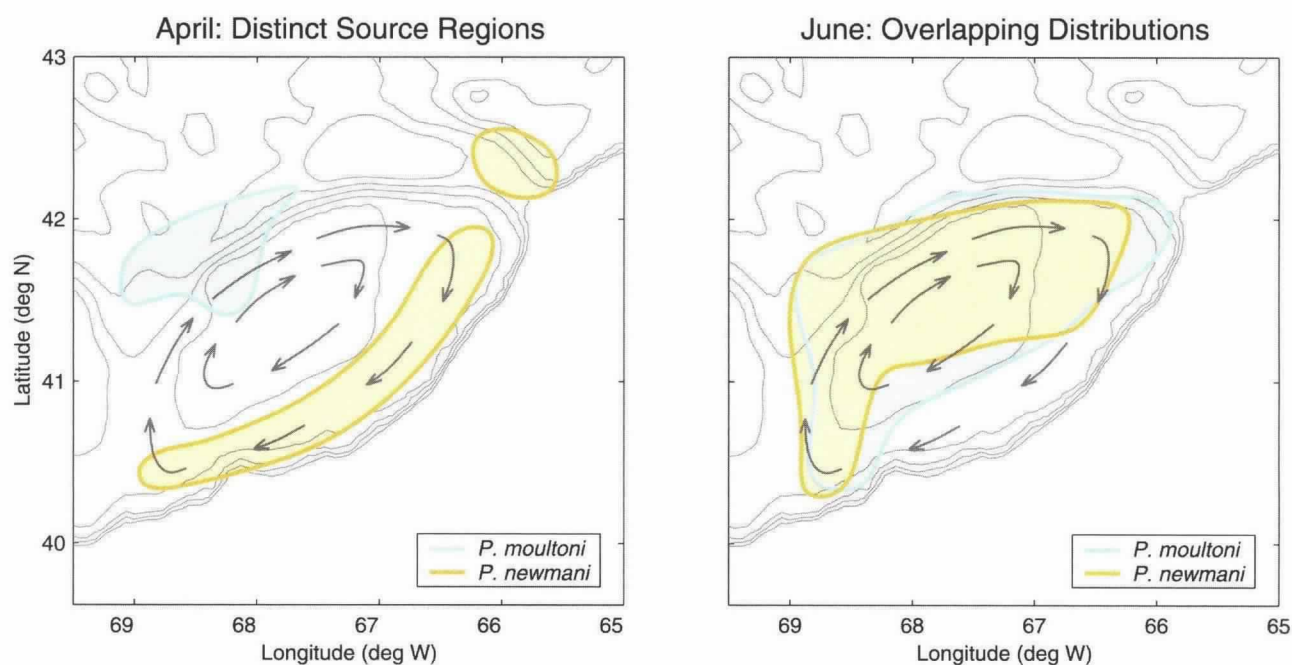 April: Distinct Source Regions
43
42
41
40
Latitude (deg N)
69
68
67
66
65
Longitude (deg W)
P. moultoni
P. newmani
June: Overlapping Distributions
69
68
67
66
65
Longitude (deg W)
P. moultoni
P. newmani